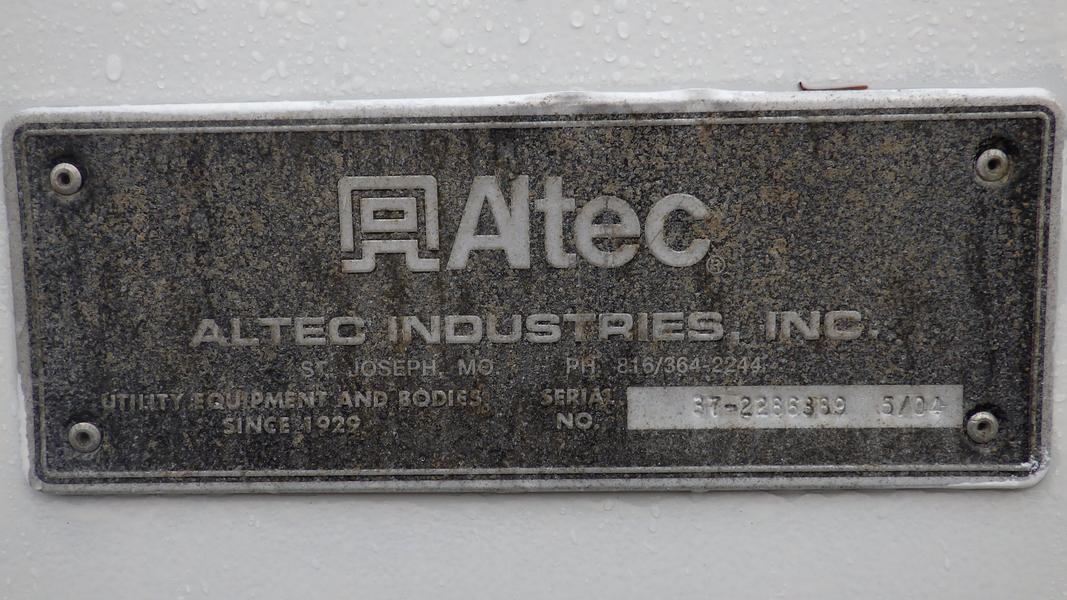 Altec®
ALTEC INDUSTRIES, INC.
ST. JOSEPH, MO PH. 816/364-2244
UTILITY EQUIPMENT AND BODIES
SINCE 1929
SERIAL
NO.
5/04